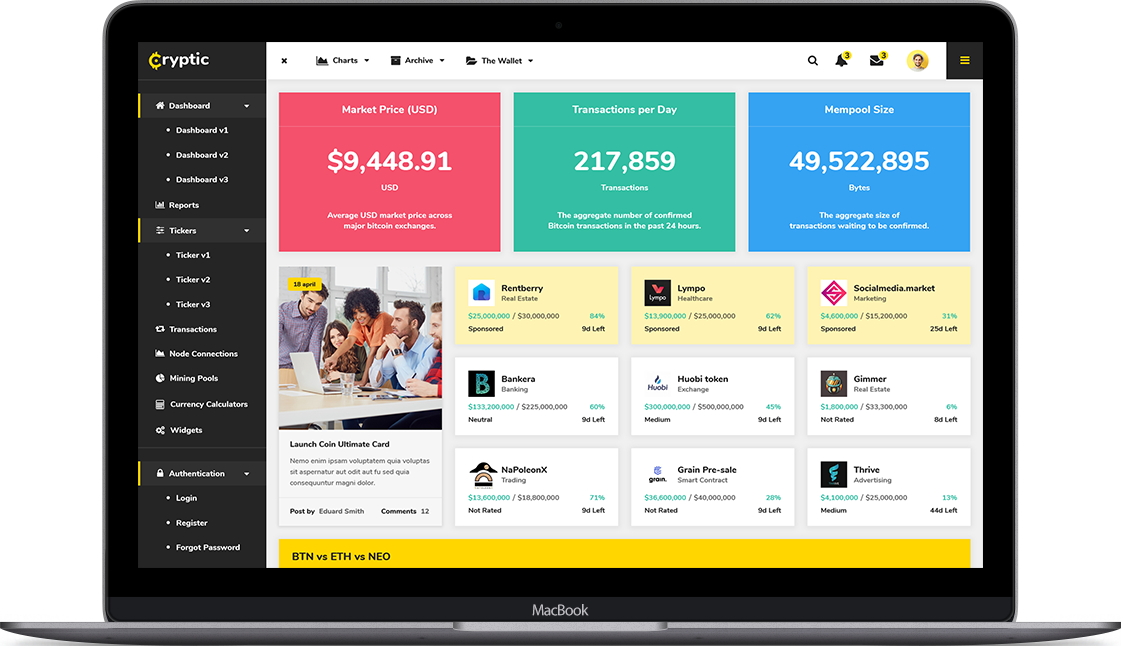 Cryptic
Charts
Archive
The Wallet
3
3
Dashboard
Dashboard v1
Dashboard v2
Dashboard v3
Reports
Tickers
Ticker v1
Ticker v2
Ticker v3
Transactions
Node Connections
Mining Pools
Currency Calculators
Widgets
Authentication
Login
Register
Forgot Password
Market Price (USD)
$9,448.91
USD
Average USD market price across
major bitcoin exchanges.
Transactions per Day
217,859
Transactions
The aggregate number of confirmed
Bitcoin transactions in the past 24 hours.
Mempool Size
49,522,895
Bytes
The aggregate size of
transactions waiting to be confirmed.
18 april
Launch Coin Ultimate Card
Nemo enim ipsam voluptatem quia voluptas
sit aspernatur aut odit aut fu sed quia
consequuntur magni dolor.
Post by Eduard Smith Comments 12
Rentberry
Real Estate
$25,000,000 / $30,000,000 84%
Sponsored 9d Left
Lympo
Lympo
Healthcare
$13,900,000 / $25,000,000 62%
Sponsored 9d Left
Socialmedia.market
Marketing
$4,600,000 / $15,200,000 31%
Sponsored 25d Left
B
Bankera
Banking
$133,200,000 / $225,000,000 60%
Neutral 9d Left
Huobi
Huobi token
Exchange
$300,000,000 / $500,000,000 45%
Medium 9d Left
Gimmer
Real Estate
$1,800,000 / $33,300,000 6%
Not Rated 8d Left
NaPoleonX
Trading
$13,600,000 / $18,800,000 71%
Not Rated 9d Left
grain.
Grain Pre-sale
Smart Contract
$36,600,000 / $40,000,000 28%
Not Rated 9d Left
Thrive
Advertising
$4,100,000 / $25,000,000 13%
Medium 44d Left
BTN vs ETH vs NEO
MacBook